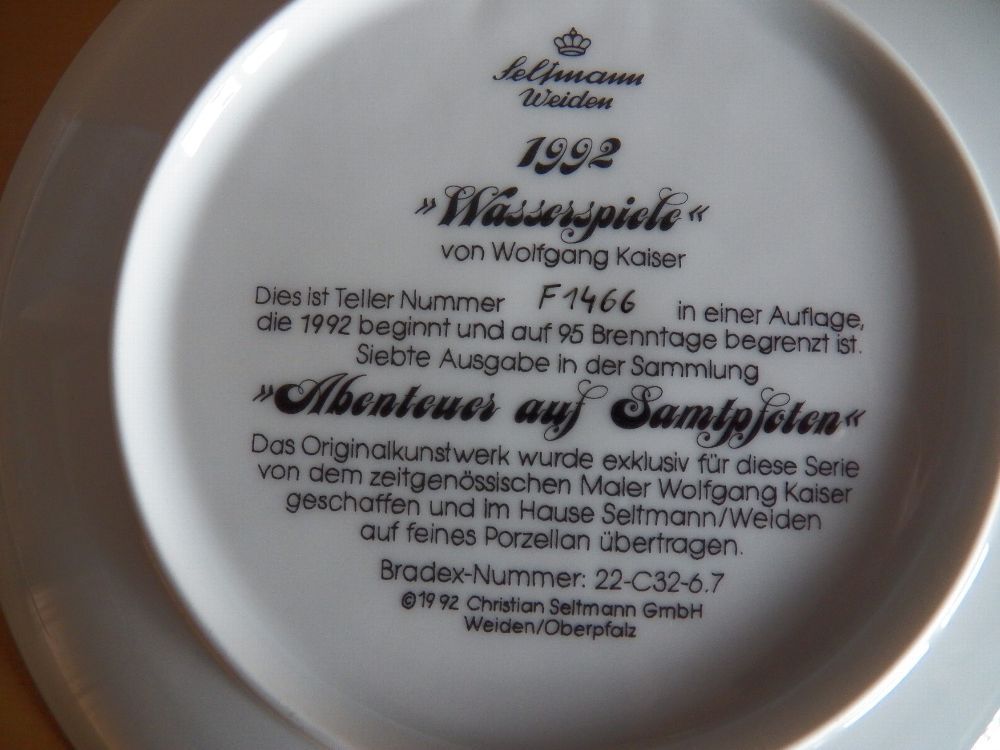 Seltmann
Weiden
1992
»Wasserspiele«
von Wolfgang Kaiser
Dies ist Teller Nummer F1466 in einer Auflage,
die 1992 beginnt und auf 95 Brenntage begrenzt ist.
Siebte Ausgabe in der Sammlung
»Abenteuer auf Samtpfoten«
Das Originalkunstwerk wurde exklusiv für diese Serie
von dem zeitgenössischen Maler Wolfgang Kaiser
geschaffen und im Hause Seltmann/Weiden
auf feines Porzellan übertragen.
Bradex-Nummer: 22-C32-6.7
©1992 Christian Seltmann GmbH
Weiden/Oberpfalz